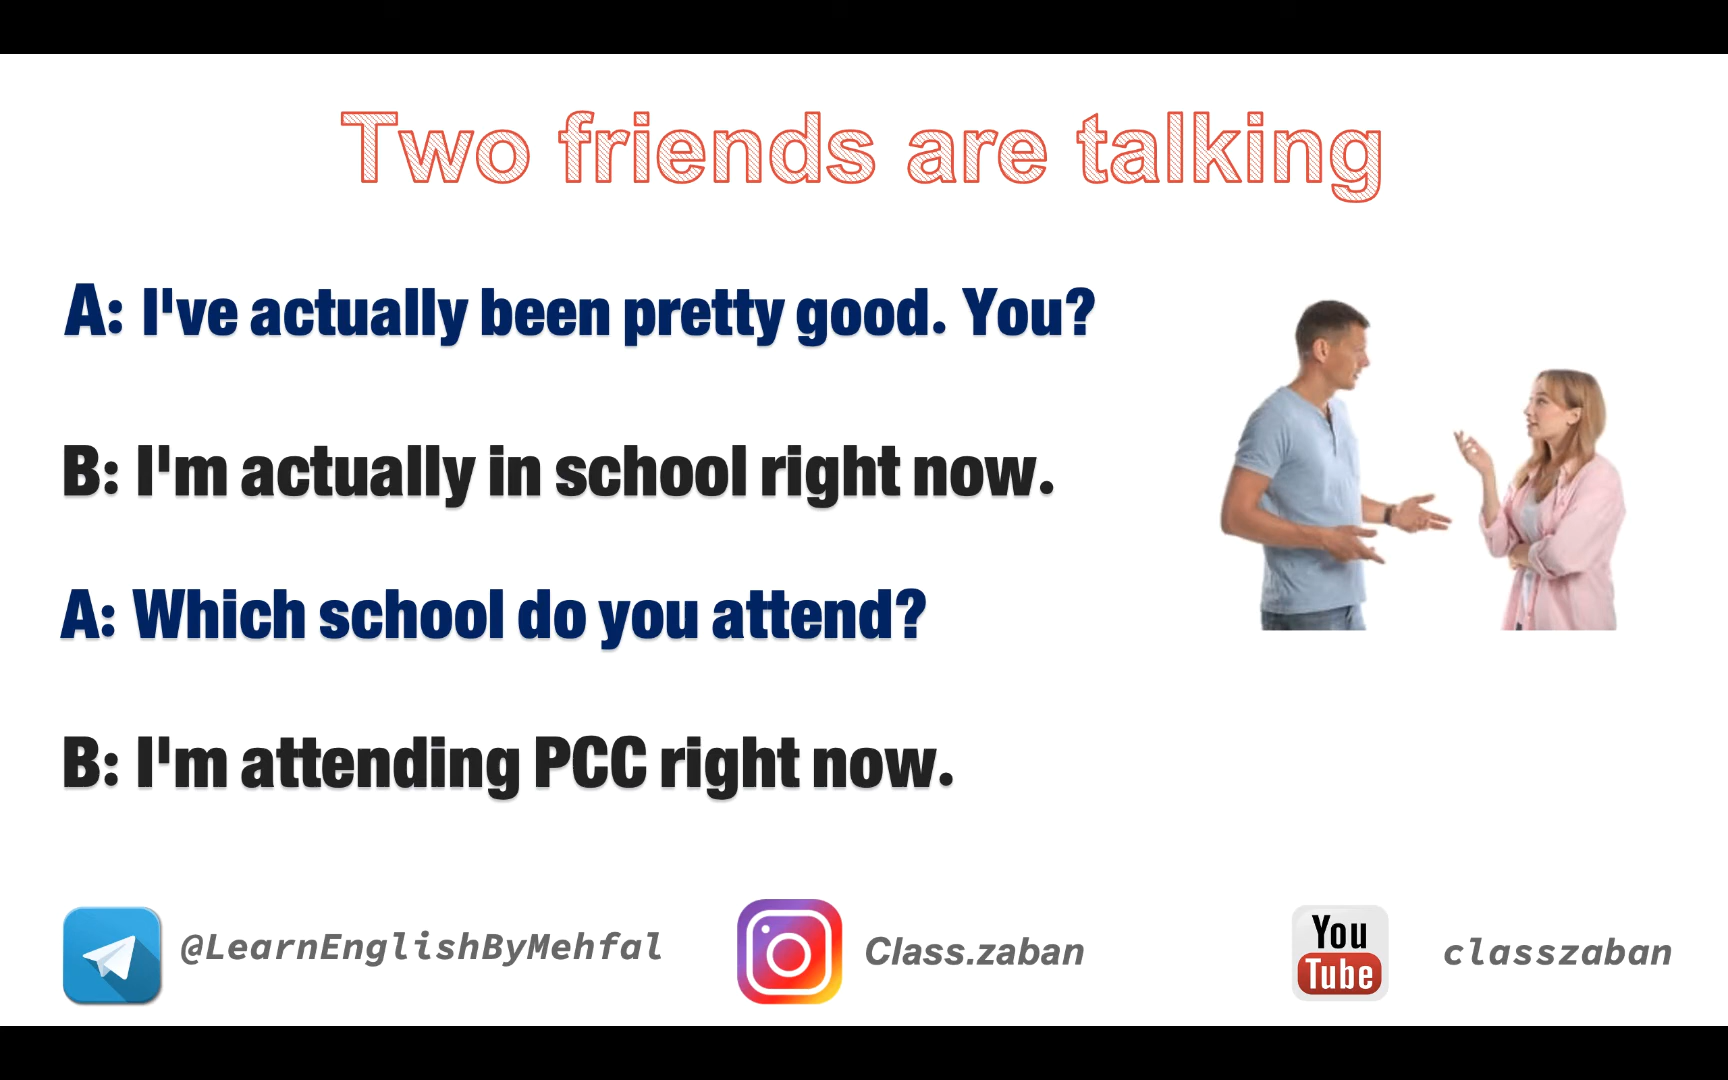 Two friends are talking
A: I've actually been pretty good. You?
B: I'm actually in school right now.
A: Which school do you attend?
B: I'm attending PCC right now.
@LearnEnglishByMehfal
Class.zaban
You
Tube
classzaban